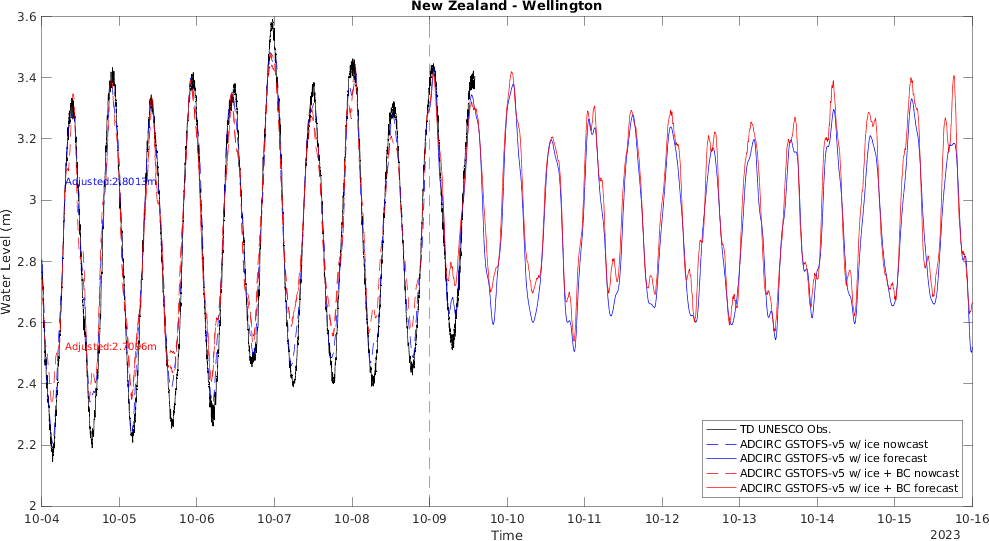 New Zealand - Wellington
3.6
3.4
3.2
3
2.8
2.6
2.4
2.2
2
Water Level (m)
Adjusted:2.8013m
Adjusted:2.7006m
TD UNESCO Obs.
ADCIRC GSTOFS-v5 w/ ice nowcast
ADCIRC GSTOFS-v5 w/ ice forecast
ADCIRC GSTOFS-v5 w/ ice + BC nowcast
ADCIRC GSTOFS-v5 w/ ice + BC forecast
10-04 10-05 10-06 10-07 10-08 10-09 10-10 10-11 10-12 10-13 10-14 10-15 10-16
Time
2023